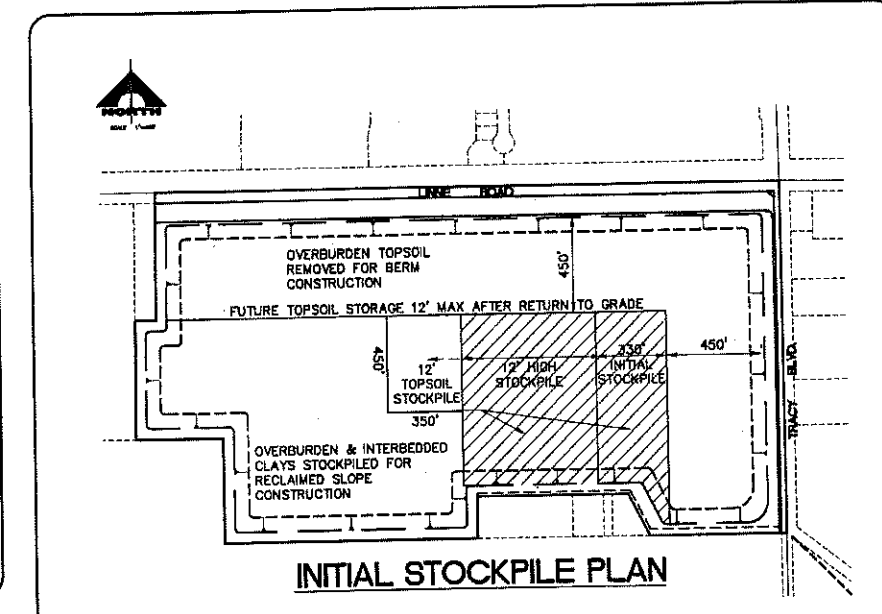 NORTH
LINNE ROAD
OVERBURDEN TOPSOIL
REMOVED FOR BERM
CONSTRUCTION
450'
FUTURE TOPSOIL STORAGE 12' MAX AFTER RETURN TO GRADE
450'
12'
TOPSOIL
STOCKPILE
350'
12' HIGH
STOCKPILE
330'
INITIAL
STOCKPILE
450'
TRACY BLVD.
OVERBURDEN & INTERBEDDED
CLAYS STOCKPILED FOR
RECLAIMED SLOPE
CONSTRUCTION
INITIAL STOCKPILE PLAN